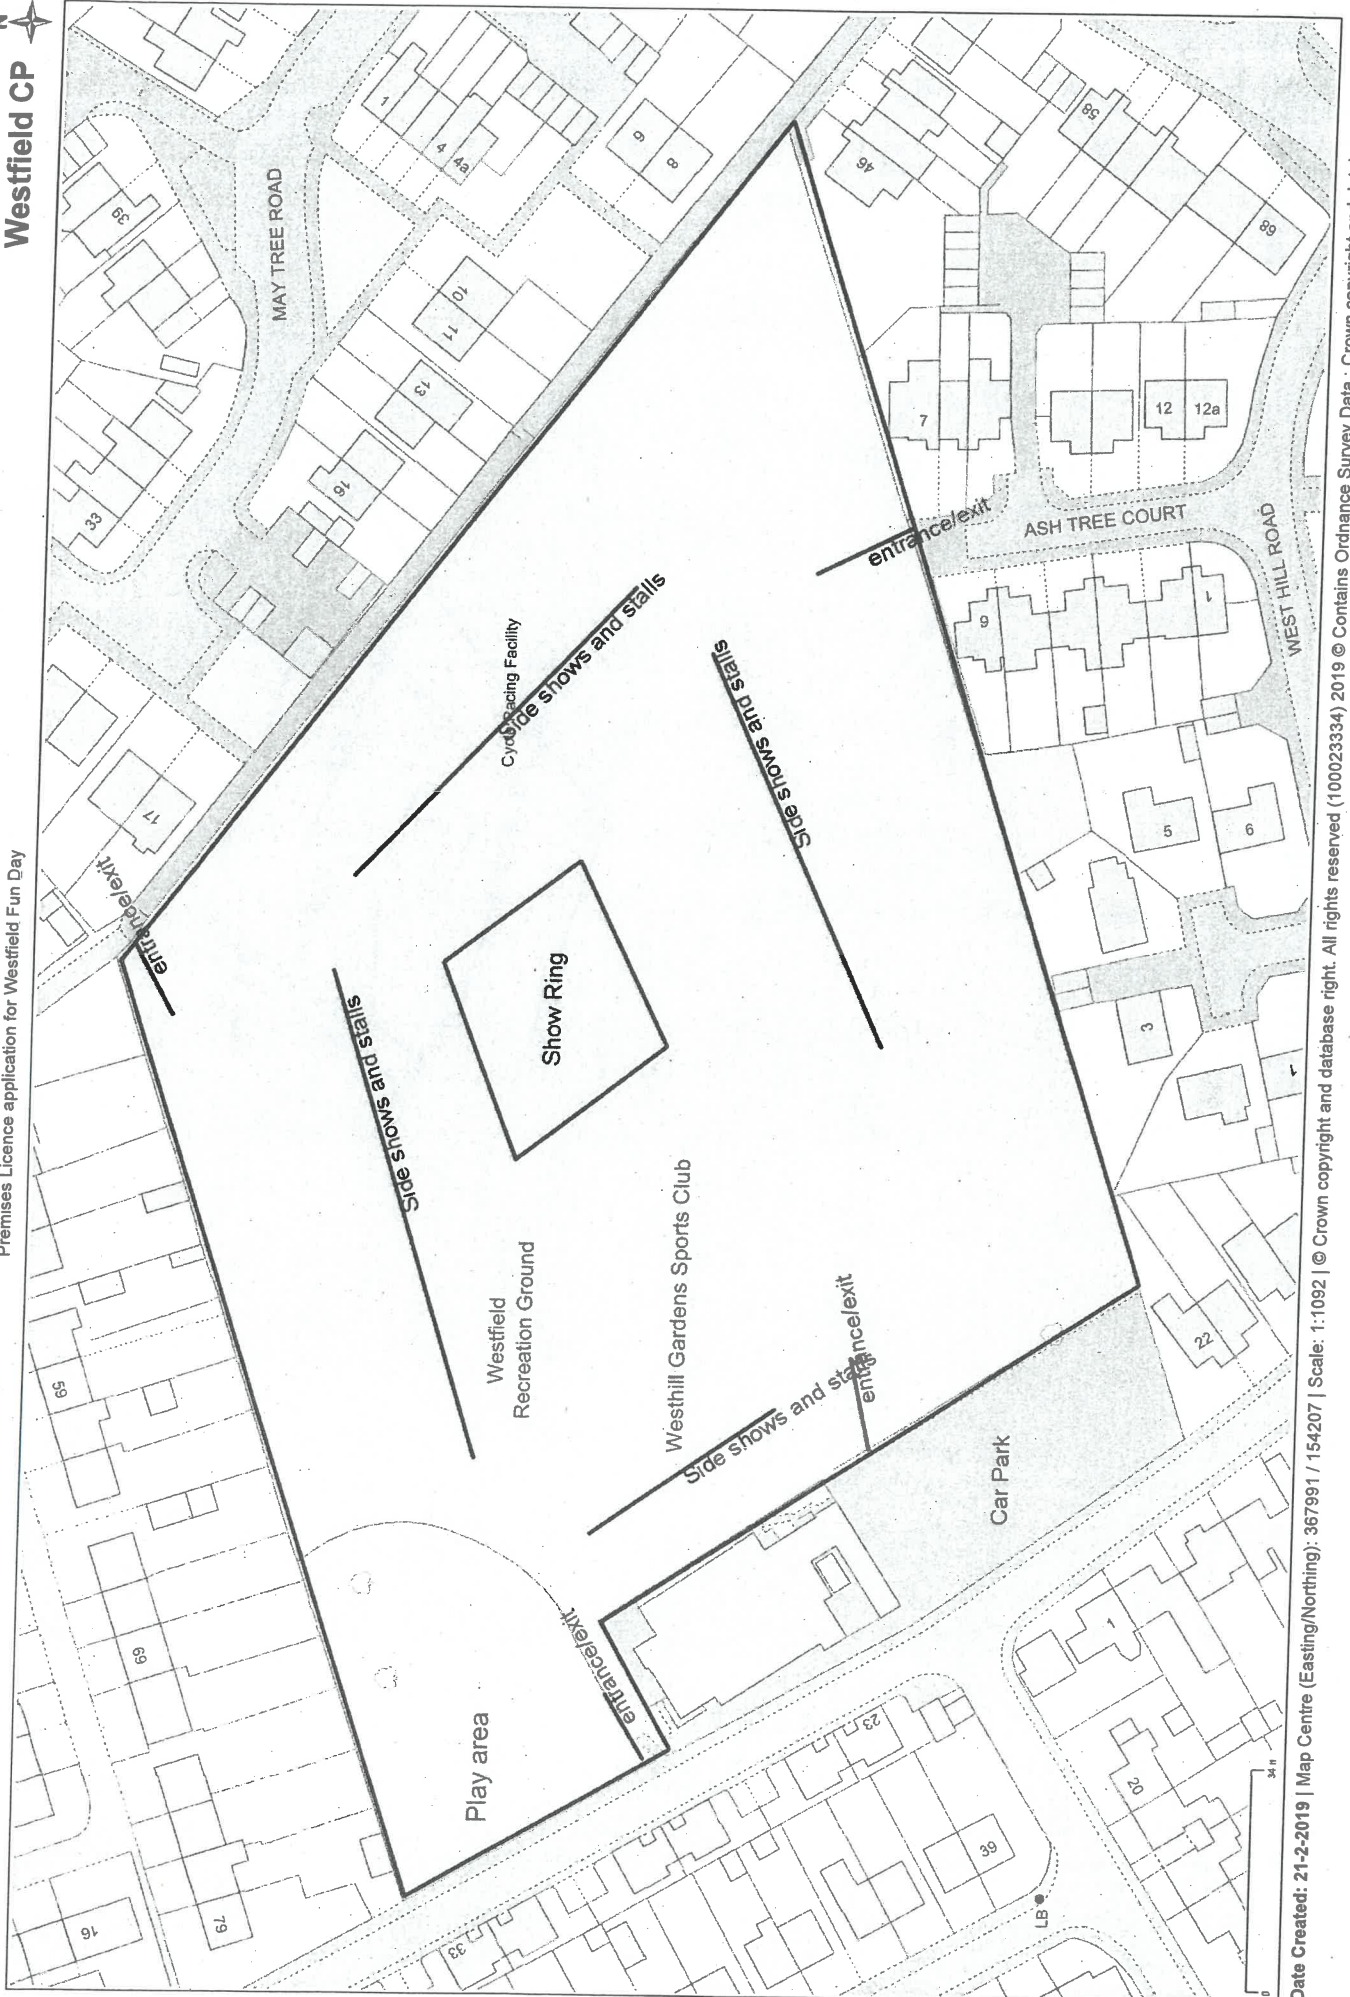 Westfield CP
N
Premises Licence application for Westfield Fun Day
MAY TREE ROAD
1
4
4a
9
8
39
10
11
13
16
33
17
46
58
68
7
12
12a
ASH TREE COURT
WEST HILL ROAD
9
1
5
6
3
1
22
entrance/exit
entrance/exit
Cycle Racing Facility
Side shows and stalls
Side shows and stalls
Show Ring
Side shows and stalls
Westfield
Recreation Ground
Westhill Gardens Sports Club
entrance/exit
Side shows and stalls
Car Park
entrance/exit
Play area
59
69
79
16
33
23
39
20
1
LB
0
34 m
Date Created: 21-2-2019 | Map Centre (Easting/Northing): 367991 / 154207 | Scale: 1:1092 | © Crown copyright and database right. All rights reserved (100023334) 2019 © Contains Ordnance Survey Data : Crown copyright